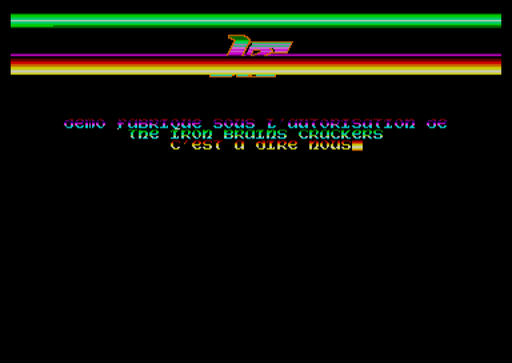 demo fabrique sous l'autorisation de
the Iron Brains Crackers
C'est a dire nous